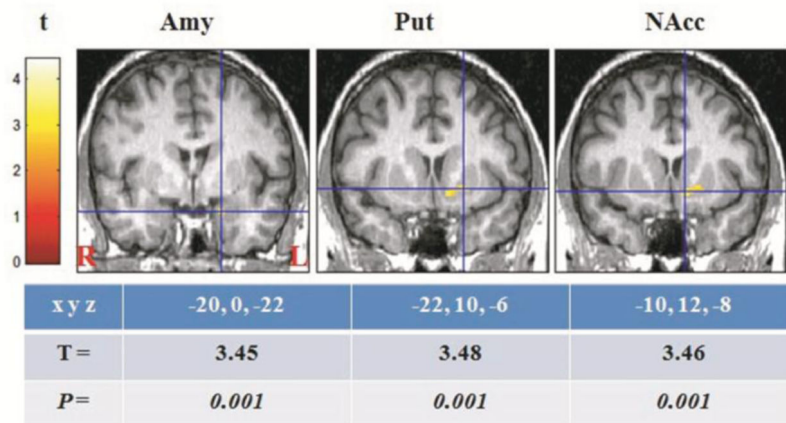 t Amy Put NAcc
4
3
2
1
0
R L
x y z -20, 0, -22 -22, 10, -6 -10, 12, -8
T = 3.45 3.48 3.46
P = 0.001 0.001 0.001